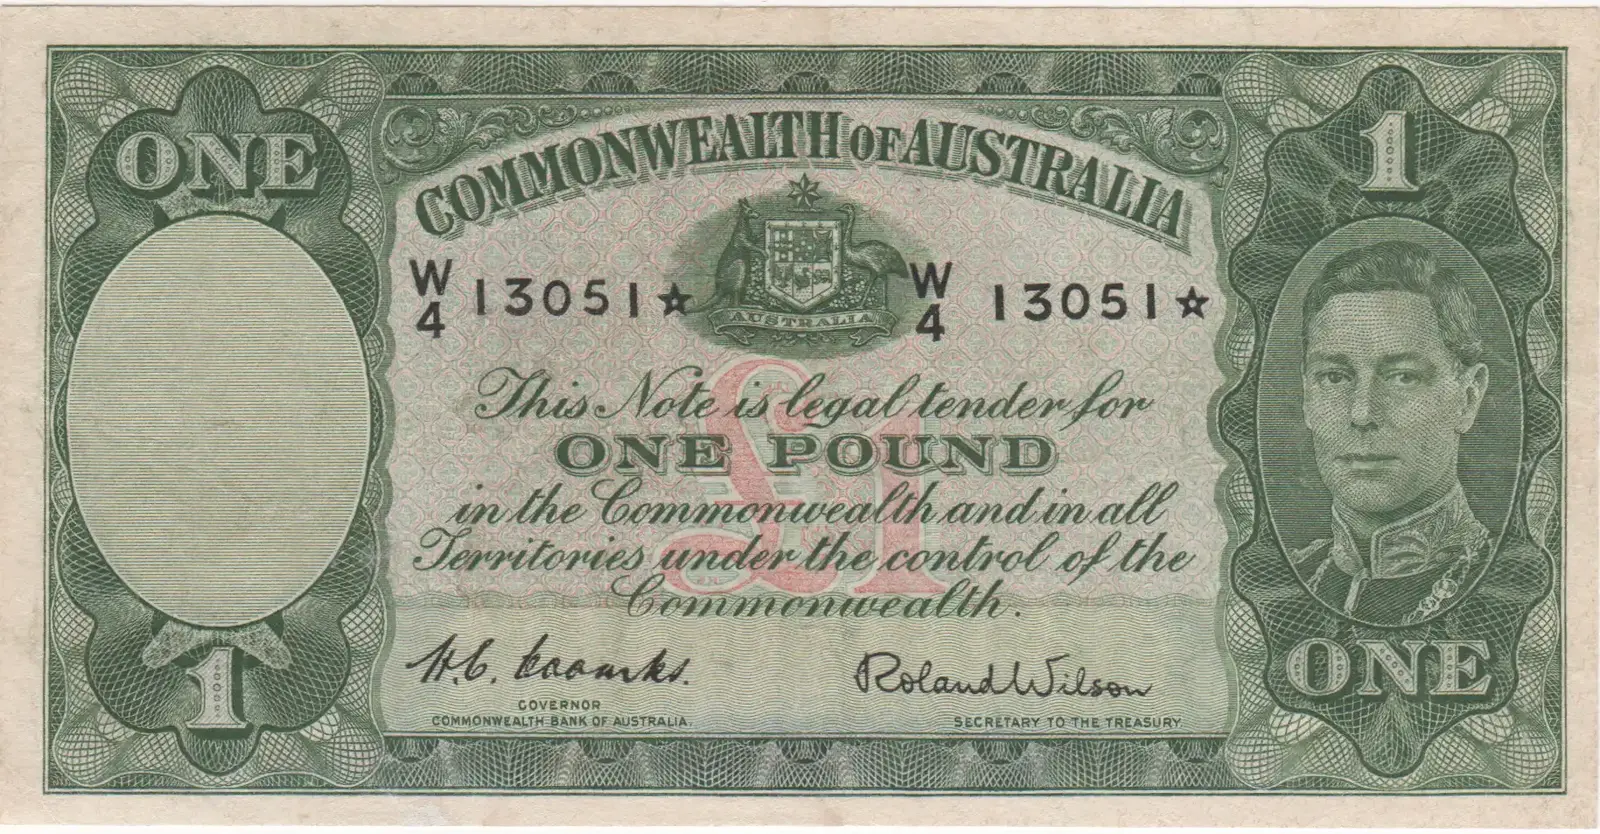 ONE
1
COMMONWEALTH OF AUSTRALIA
W/4 13051☆
W/4 13051☆
AUSTRALIA
This Note is legal tender for
ONE POUND
in the Commonwealth and in all
Territories under the control of the
Commonwealth.
£1
H.C. Coombs.
GOVERNOR
COMMONWEALTH BANK OF AUSTRALIA.
Roland Wilson
SECRETARY TO THE TREASURY
1
ONE